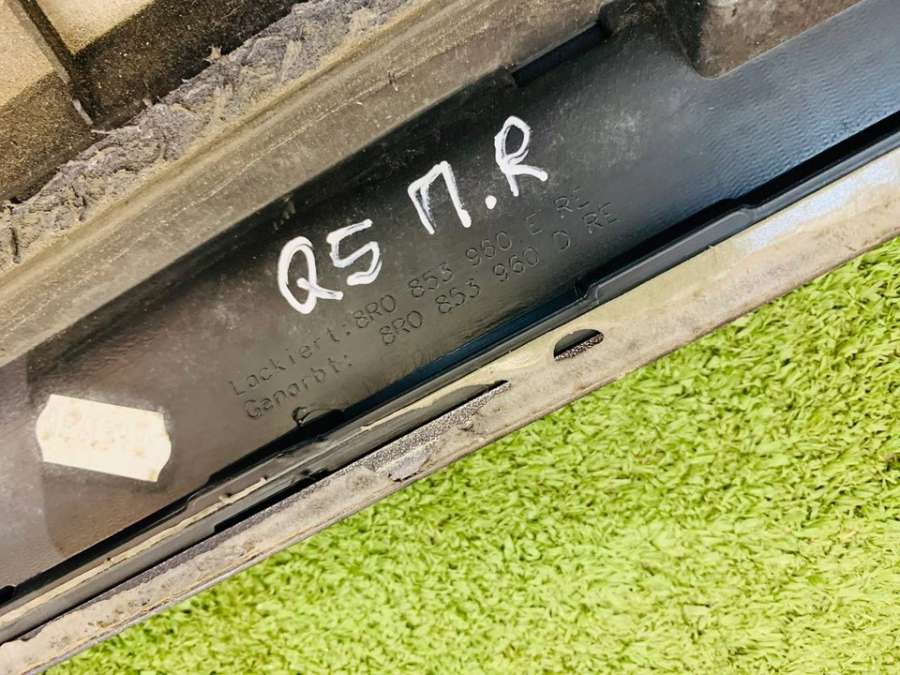 Q5 П.R
Lackiert: 8R0 853 960 E RE
Genarbt: 8R0 853 960 D RE